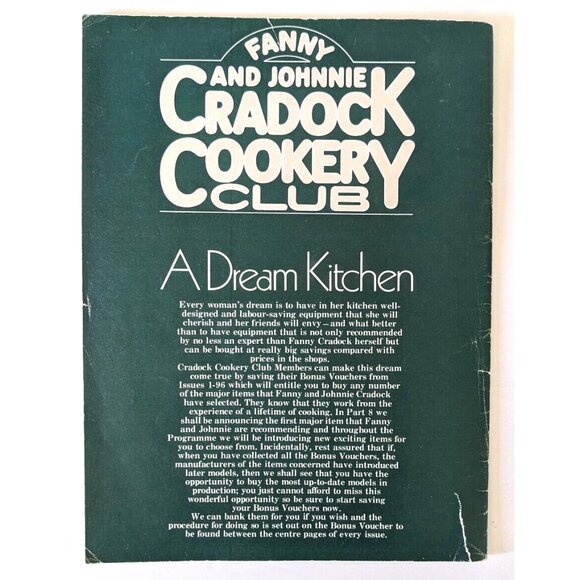 FANNY
AND JOHNNIE
CRADOCK
COOKERY
CLUB
A Dream Kitchen
Every woman's dream is to have in her kitchen well-
designed and labour-saving equipment that she will
cherish and her friends will envy—and what better
than to have equipment that is not only recommended
by no less an expert than Fanny Cradock herself but
can be bought at really big savings compared with
prices in the shops.
Cradock Cookery Club Members can make this dream
come true by saving their Bonus Vouchers from
Issues 1-96 which will entitle you to buy any number
of the major items that Fanny and Johnnie Cradock
have selected. They know that they work from the
experience of a lifetime of cooking. In Part 8 we
shall be announcing the first major item that Fanny
and Johnnie are recommending and throughout the
Programme we will be introducing new exciting items for
you to choose from. Incidentally, rest assured that if,
when you have collected all the Bonus Vouchers, the
manufacturers of the items concerned have introduced
later models, then we shall see that you have the
opportunity to buy the most up-to-date models in
production; you just cannot afford to miss this
wonderful opportunity so be sure to start saving
your Bonus Vouchers now.
We can bank them for you if you wish and the
procedure for doing so is set out on the Bonus Voucher to
be found between the centre pages of every issue.